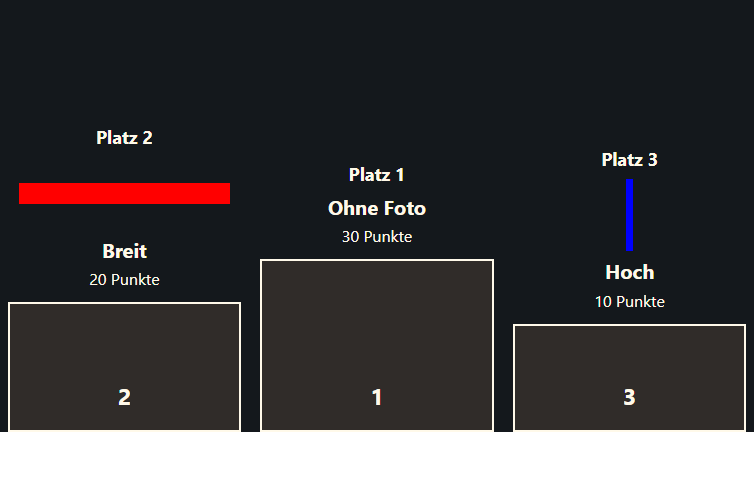 Platz 2
Breit
20 Punkte
2
Platz 1
Ohne Foto
30 Punkte
1
Platz 3
Hoch
10 Punkte
3